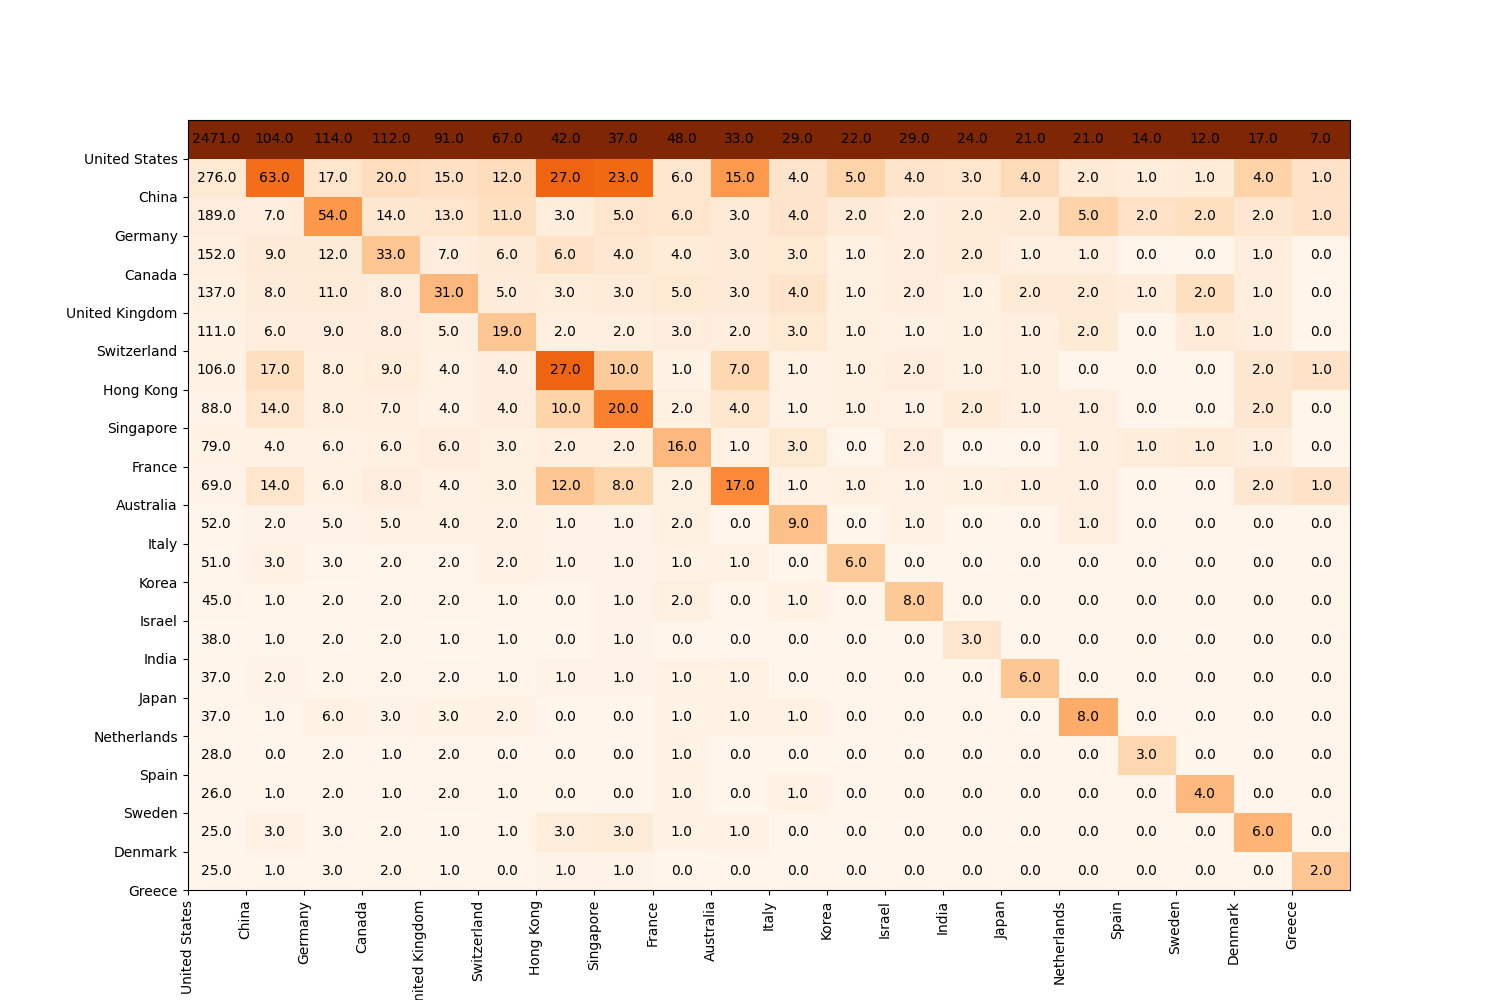 2471.0 104.0 114.0 112.0 91.0 67.0 42.0 37.0 48.0 33.0 29.0 22.0 29.0 24.0 21.0 21.0 14.0 12.0 17.0 7.0
United States
276.0 63.0 17.0 20.0 15.0 12.0 27.0 23.0 6.0 15.0 4.0 5.0 4.0 3.0 4.0 2.0 1.0 1.0 4.0 1.0
China
189.0 7.0 54.0 14.0 13.0 11.0 3.0 5.0 6.0 3.0 4.0 2.0 2.0 2.0 2.0 5.0 2.0 2.0 2.0 1.0
Germany
152.0 9.0 12.0 33.0 7.0 6.0 6.0 4.0 4.0 3.0 3.0 1.0 2.0 2.0 1.0 1.0 0.0 0.0 1.0 0.0
Canada
137.0 8.0 11.0 8.0 31.0 5.0 3.0 3.0 5.0 3.0 4.0 1.0 2.0 1.0 2.0 2.0 1.0 2.0 1.0 0.0
United Kingdom
111.0 6.0 9.0 8.0 5.0 19.0 2.0 2.0 3.0 2.0 3.0 1.0 1.0 1.0 1.0 2.0 0.0 1.0 1.0 0.0
Switzerland
106.0 17.0 8.0 9.0 4.0 4.0 27.0 10.0 1.0 7.0 1.0 1.0 2.0 1.0 1.0 0.0 0.0 0.0 2.0 1.0
Hong Kong
88.0 14.0 8.0 7.0 4.0 4.0 10.0 20.0 2.0 4.0 1.0 1.0 1.0 2.0 1.0 1.0 0.0 0.0 2.0 0.0
Singapore
79.0 4.0 6.0 6.0 6.0 3.0 2.0 2.0 16.0 1.0 3.0 0.0 2.0 0.0 0.0 1.0 1.0 1.0 1.0 0.0
France
69.0 14.0 6.0 8.0 4.0 3.0 12.0 8.0 2.0 17.0 1.0 1.0 1.0 1.0 1.0 1.0 0.0 0.0 2.0 1.0
Australia
52.0 2.0 5.0 5.0 4.0 2.0 1.0 1.0 2.0 0.0 9.0 0.0 1.0 0.0 0.0 1.0 0.0 0.0 0.0 0.0
Italy
51.0 3.0 3.0 2.0 2.0 2.0 1.0 1.0 1.0 1.0 0.0 6.0 0.0 0.0 0.0 0.0 0.0 0.0 0.0 0.0
Korea
45.0 1.0 2.0 2.0 2.0 1.0 0.0 1.0 2.0 0.0 1.0 0.0 8.0 0.0 0.0 0.0 0.0 0.0 0.0 0.0
Israel
38.0 1.0 2.0 2.0 1.0 1.0 0.0 1.0 0.0 0.0 0.0 0.0 0.0 3.0 0.0 0.0 0.0 0.0 0.0 0.0
India
37.0 2.0 2.0 2.0 2.0 1.0 1.0 1.0 1.0 1.0 0.0 0.0 0.0 0.0 6.0 0.0 0.0 0.0 0.0 0.0
Japan
37.0 1.0 6.0 3.0 3.0 2.0 0.0 0.0 1.0 1.0 1.0 0.0 0.0 0.0 0.0 8.0 0.0 0.0 0.0 0.0
Netherlands
28.0 0.0 2.0 1.0 2.0 0.0 0.0 0.0 1.0 0.0 0.0 0.0 0.0 0.0 0.0 0.0 3.0 0.0 0.0 0.0
Spain
26.0 1.0 2.0 1.0 2.0 1.0 0.0 0.0 1.0 0.0 1.0 0.0 0.0 0.0 0.0 0.0 0.0 4.0 0.0 0.0
Sweden
25.0 3.0 3.0 2.0 1.0 1.0 3.0 3.0 1.0 1.0 0.0 0.0 0.0 0.0 0.0 0.0 0.0 0.0 6.0 0.0
Denmark
25.0 1.0 3.0 2.0 1.0 0.0 1.0 1.0 0.0 0.0 0.0 0.0 0.0 0.0 0.0 0.0 0.0 0.0 0.0 2.0
Greece
United States
China
Germany
Canada
nited Kingdom
Switzerland
Hong Kong
Singapore
France
Australia
Italy
Korea
Israel
India
Japan
Netherlands
Spain
Sweden
Denmark
Greece